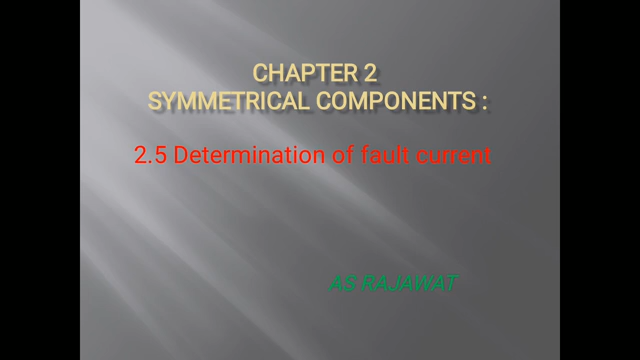 CHAPTER 2
SYMMETRICAL COMPONENTS :
2.5 Determination of fault current
AS RAJAWAT